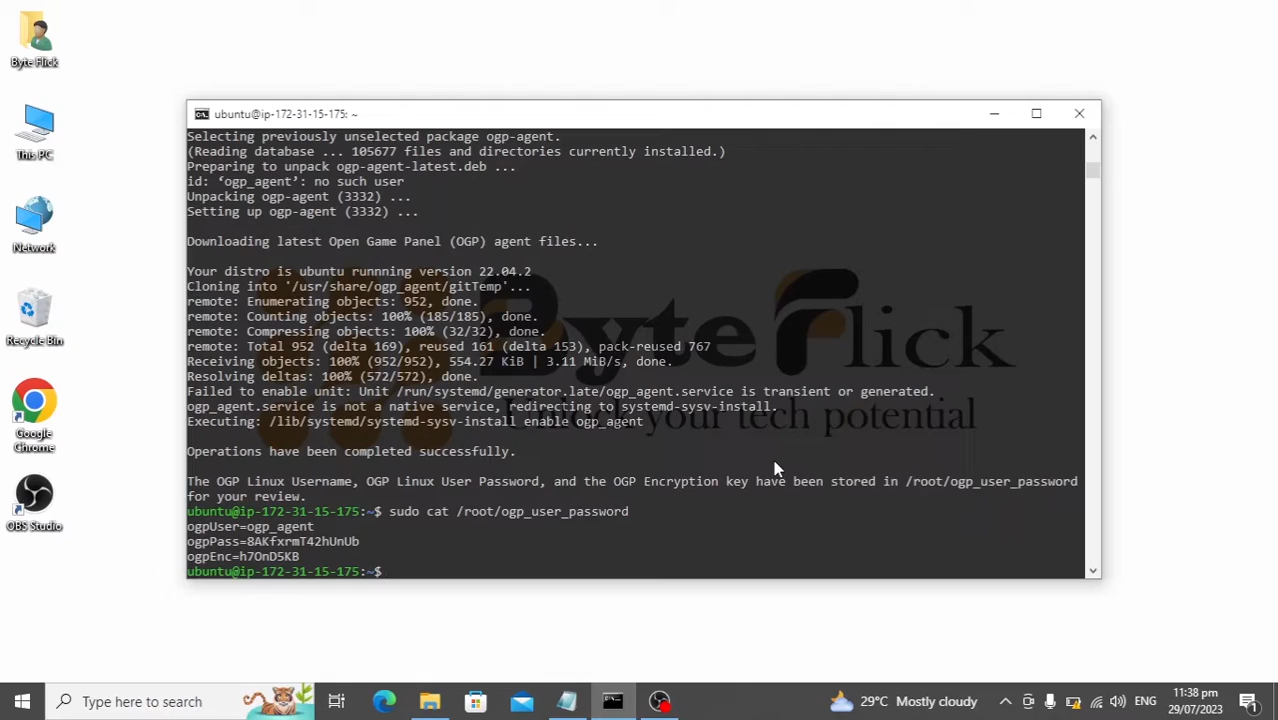 Byte Flick
This PC
Network
Recycle Bin
Google
Chrome
OBS Studio
ubuntu@ip-172-31-15-175: ~
Selecting previously unselected package ogp-agent.
(Reading database ... 105677 files and directories currently installed.)
Preparing to unpack ogp-agent-latest.deb ...
id: ‘ogp_agent’: no such user
Unpacking ogp-agent (3332) ...
Setting up ogp-agent (3332) ...
Downloading latest Open Game Panel (OGP) agent files...
Your distro is ubuntu runnning version 22.04.2
Cloning into '/usr/share/ogp_agent/gitTemp'...
remote: Enumerating objects: 952, done.
remote: Counting objects: 100% (185/185), done.
remote: Compressing objects: 100% (32/32), done.
remote: Total 952 (delta 169), reused 161 (delta 153), pack-reused 767
Receiving objects: 100% (952/952), 554.27 KiB | 3.11 MiB/s, done.
Resolving deltas: 100% (572/572), done.
Failed to enable unit: Unit /run/systemd/generator.late/ogp_agent.service is transient or generated.
ogp_agent.service is not a native service, redirecting to systemd-sysv-install.
Executing: /lib/systemd/systemd-sysv-install enable ogp_agent
Operations have been completed successfully.
The OGP Linux Username, OGP Linux User Password, and the OGP Encryption key have been stored in /root/ogp_user_password
for your review.
ubuntu@ip-172-31-15-175:~$ sudo cat /root/ogp_user_password
ogpUser=ogp_agent
ogpPass=8AKfxrmT42hUnUb
ogpEnc=h7OnD5KB
ubuntu@ip-172-31-15-175:~$
Byte Flick
Unlock your tech potential
Type here to search
29°C Mostly cloudy
ENG
11:38 pm
29/07/2023
1